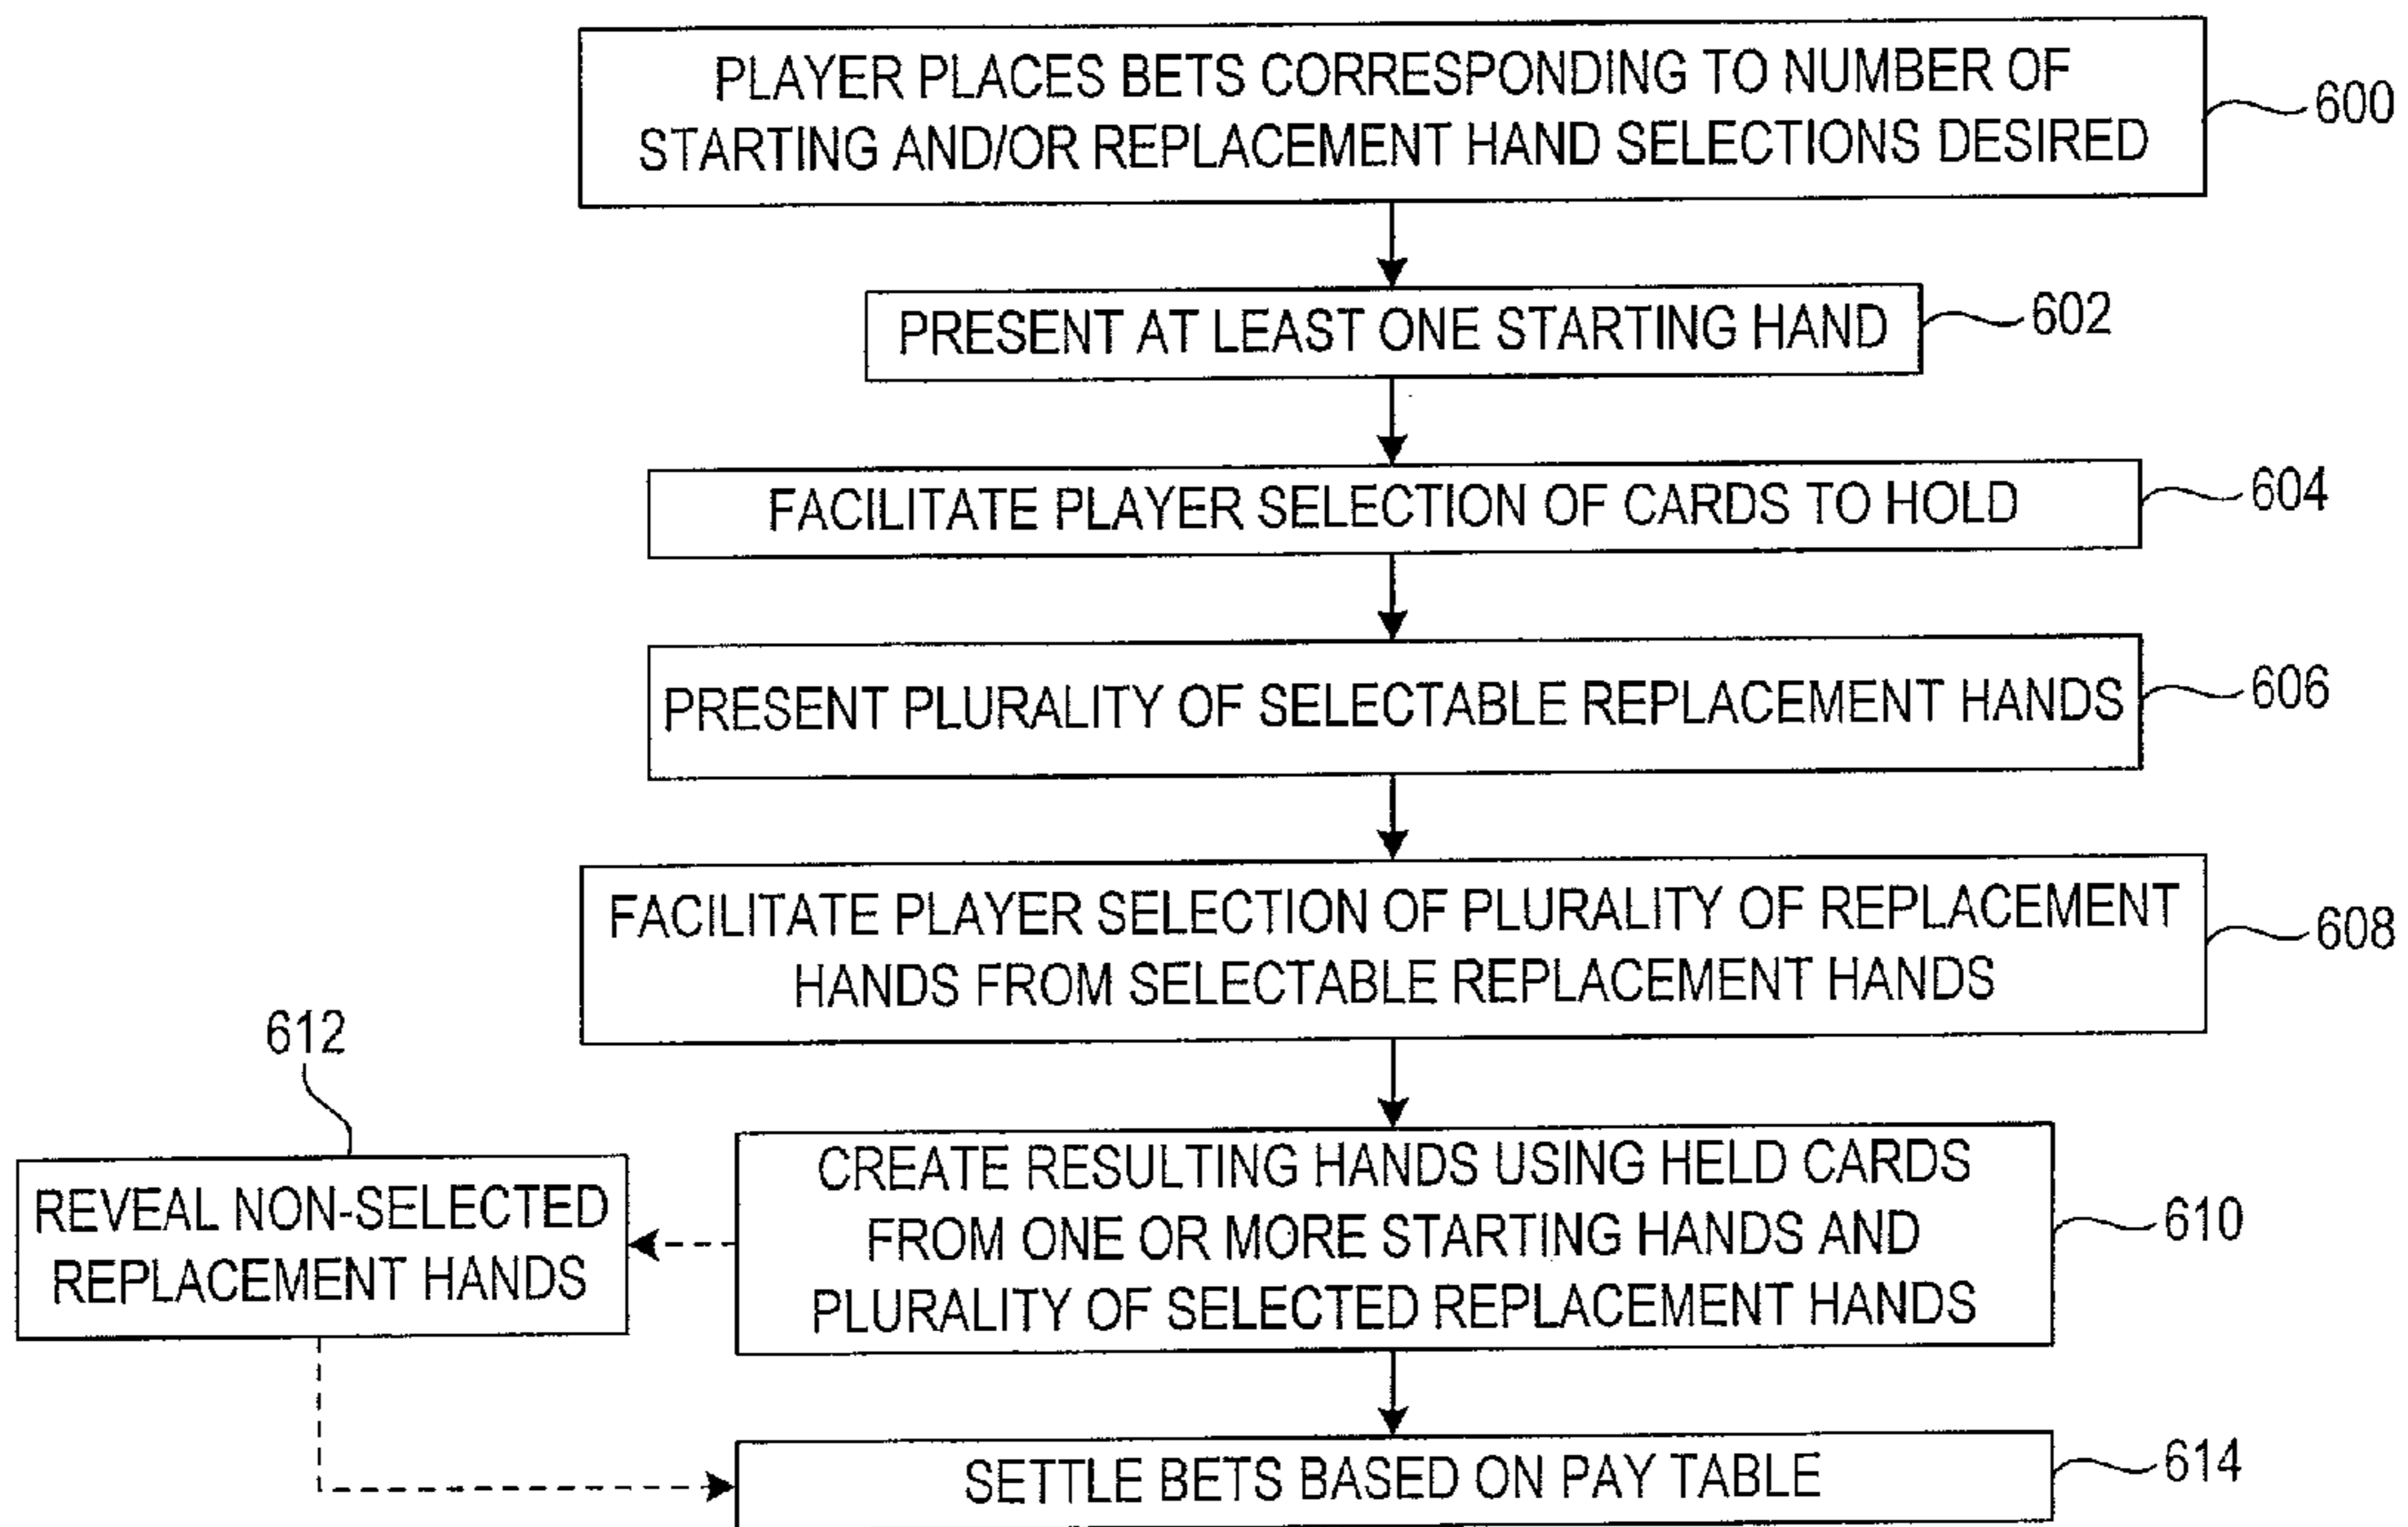 PLAYER PLACES BETS CORRESPONDING TO NUMBER OF
STARTING AND/OR REPLACEMENT HAND SELECTIONS DESIRED
600
PRESENT AT LEAST ONE STARTING HAND
602
FACILITATE PLAYER SELECTION OF CARDS TO HOLD
604
PRESENT PLURALITY OF SELECTABLE REPLACEMENT HANDS
606
FACILITATE PLAYER SELECTION OF PLURALITY OF REPLACEMENT
HANDS FROM SELECTABLE REPLACEMENT HANDS
608
612
REVEAL NON-SELECTED
REPLACEMENT HANDS
CREATE RESULTING HANDS USING HELD CARDS
FROM ONE OR MORE STARTING HANDS AND
PLURALITY OF SELECTED REPLACEMENT HANDS
610
SETTLE BETS BASED ON PAY TABLE
614